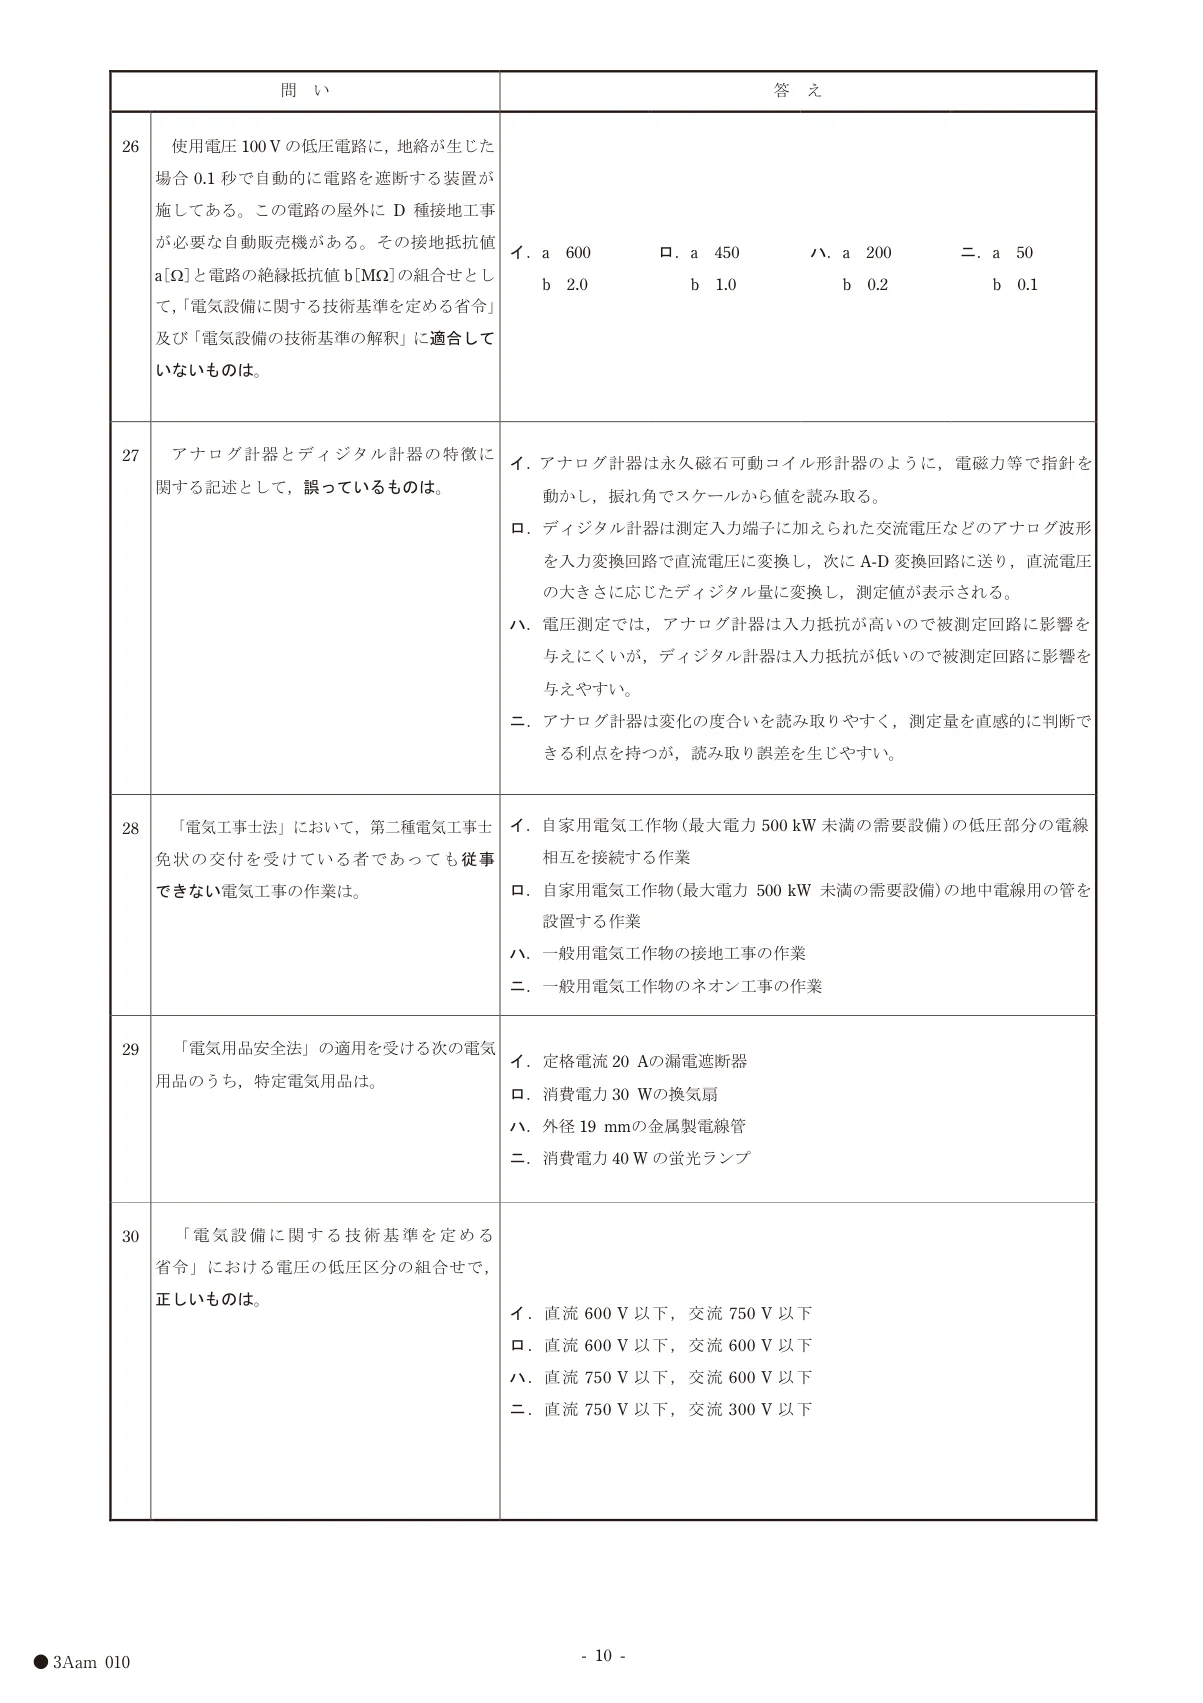 問　い
答　え
26
使用電圧 100 V の低圧電路に，地絡が生じた
場合 0.1 秒で自動的に電路を遮断する装置が
施してある。この電路の屋外に D 種接地工事
が必要な自動販売機がある。その接地抵抗値
a[Ω]と電路の絶縁抵抗値 b[MΩ]の組合せとし
て，「電気設備に関する技術基準を定める省令」
及び「電気設備の技術基準の解釈」に適合して
いないものは。
イ．a　600　ロ．a　450　ハ．a　200　ニ．a　50
b　2.0　b　1.0　b　0.2　b　0.1
27
アナログ計器とディジタル計器の特徴に
関する記述として，誤っているものは。
イ．アナログ計器は永久磁石可動コイル形計器のように，電磁力等で指針を
動かし，振れ角でスケールから値を読み取る。
ロ．ディジタル計器は測定入力端子に加えられた交流電圧などのアナログ波形
を入力変換回路で直流電圧に変換し，次に A-D 変換回路に送り，直流電圧
の大きさに応じたディジタル量に変換し，測定値が表示される。
ハ．電圧測定では，アナログ計器は入力抵抗が高いので被測定回路に影響を
与えにくいが，ディジタル計器は入力抵抗が低いので被測定回路に影響を
与えやすい。
ニ．アナログ計器は変化の度合いを読み取りやすく，測定量を直感的に判断で
きる利点を持つが，読み取り誤差を生じやすい。
28
「電気工事士法」において，第二種電気工事士
免状の交付を受けている者であっても従事
できない電気工事の作業は。
イ．自家用電気工作物(最大電力 500 kW 未満の需要設備)の低圧部分の電線
相互を接続する作業
ロ．自家用電気工作物(最大電力 500 kW 未満の需要設備)の地中電線用の管を
設置する作業
ハ．一般用電気工作物の接地工事の作業
ニ．一般用電気工作物のネオン工事の作業
29
「電気用品安全法」の適用を受ける次の電気
用品のうち，特定電気用品は。
イ．定格電流 20 Aの漏電遮断器
ロ．消費電力 30 Wの換気扇
ハ．外径 19 mmの金属製電線管
ニ．消費電力 40 W の蛍光ランプ
30
「電気設備に関する技術基準を定める
省令」における電圧の低圧区分の組合せで，
正しいものは。
イ．直流 600 V 以下，交流 750 V 以下
ロ．直流 600 V 以下，交流 600 V 以下
ハ．直流 750 V 以下，交流 600 V 以下
ニ．直流 750 V 以下，交流 300 V 以下
- 10 -
●3Aam 010